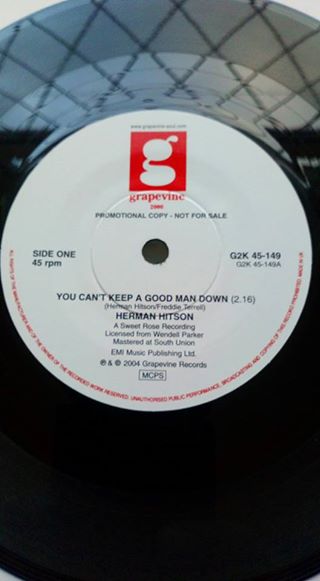 www.grapevine-soul.com
g
grapevine
2000
PROMOTIONAL COPY - NOT FOR SALE
SIDE ONE
45 rpm
G2K 45-149
G2K 45-149A
YOU CAN'T KEEP A GOOD MAN DOWN (2.16)
(Herman Hitson/Freddie Terrell)
HERMAN HITSON
A Sweet Rose Recording
Licensed from Wendell Parker
Mastered at South Union
EMI Music Publishing Ltd.
℗ & © 2004 Grapevine Records
MCPS
ALL RIGHTS OF THE MANUFACTURER AND OF THE OWNER OF THE RECORDED WORK RESERVED. UNAUTHORISED PUBLIC PERFORMANCE, BROADCASTING AND COPYING OF THIS RECORD PROHIBITED. MADE IN UK